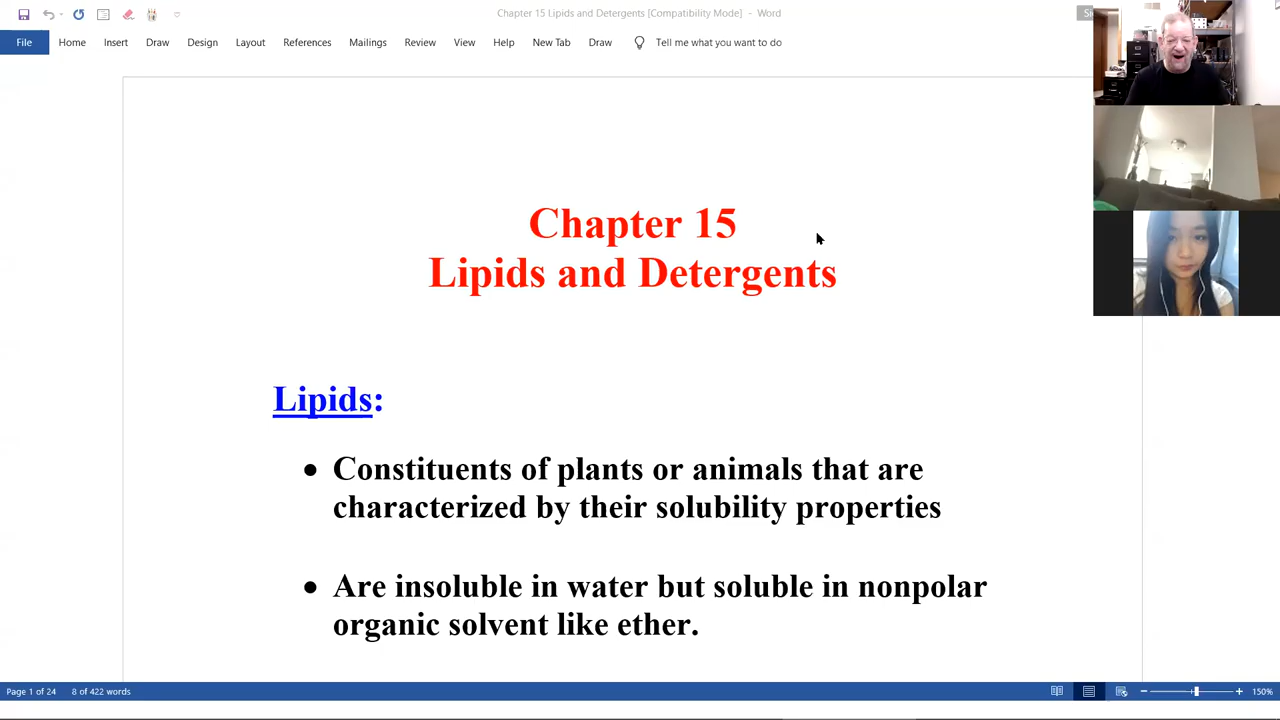 Chapter 15 Lipids and Detergents [Compatibility Mode] - Word
File Home Insert Draw Design Layout References Mailings Review View Help New Tab Draw Tell me what you want to do
Chapter 15
Lipids and Detergents
Lipids:
• Constituents of plants or animals that are
characterized by their solubility properties
• Are insoluble in water but soluble in nonpolar
organic solvent like ether.
Page 1 of 24 8 of 422 words 150%